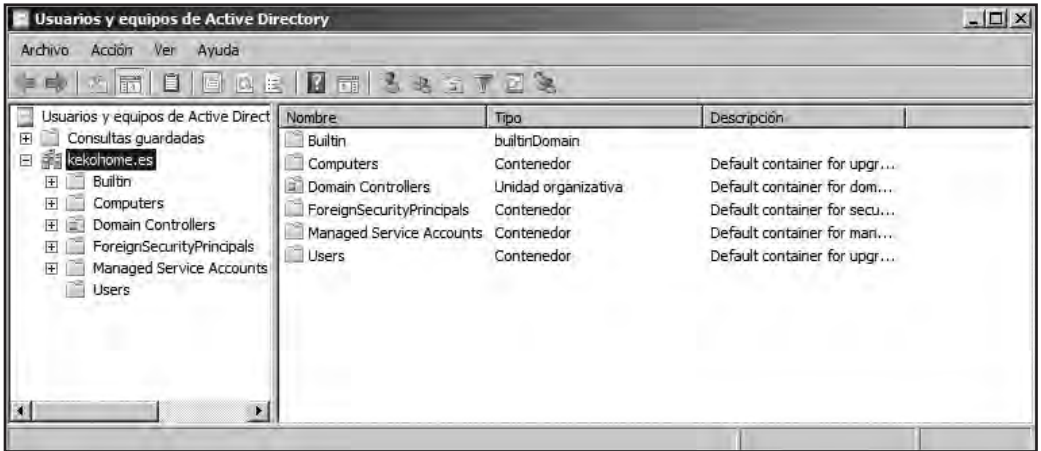 Usuarios y equipos de Active Directory
Archivo Acción Ver Ayuda
Usuarios y equipos de Active Direct
Consultas guardadas
kekohome.es
Builtin
Computers
Domain Controllers
ForeignSecurityPrincipals
Managed Service Accounts
Users
Nombre Tipo Descripción
Builtin builtinDomain
Computers Contenedor Default container for upgr...
Domain Controllers Unidad organizativa Default container for dom...
ForeignSecurityPrincipals Contenedor Default container for secu...
Managed Service Accounts Contenedor Default container for man...
Users Contenedor Default container for upgr...